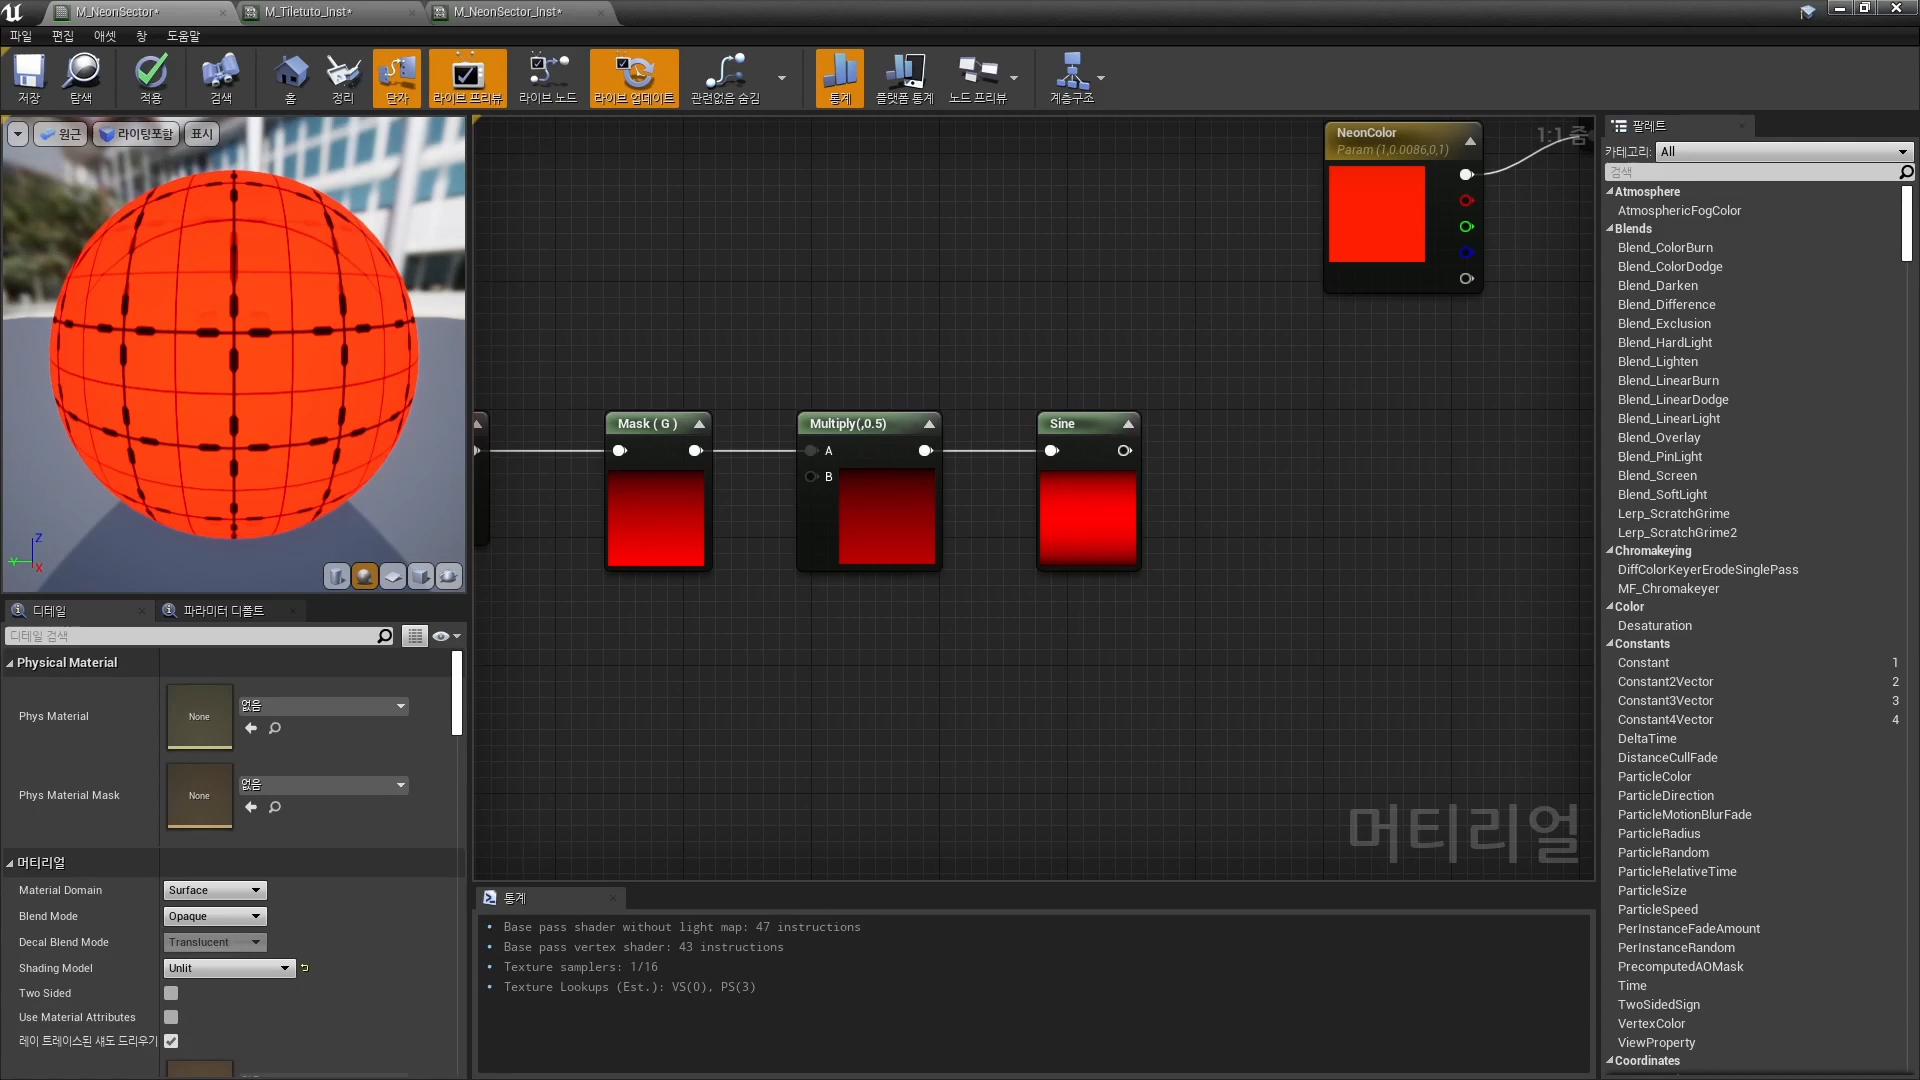 M_NeonSector*
M_Tiletuto_Inst*
M_NeonSector_Inst*
파일
편집
애셋
창
도움말
저장
탐색
적용
검색
홈
정리
단자
라이브 프리뷰
라이브 노드
라이브 업데이트
관련없음 숨김
통계
플랫폼 통계
노드 프리뷰
계층구조
원근
라이팅포함
표시
Z
Y
X
NeonColor
Param (1,0.0086,0,1)
1:1 줌
Mask ( G )
Multiply(,0.5)
A
B
Sine
머티리얼
디테일
파라미터 디폴트
디테일 검색
Physical Material
Phys Material
None
없음
Phys Material Mask
None
없음
머티리얼
Material Domain
Surface
Blend Mode
Opaque
Decal Blend Mode
Translucent
Shading Model
Unlit
Two Sided
Use Material Attributes
레이 트레이스된 섀도 드리우기
통계
• Base pass shader without light map: 47 instructions
• Base pass vertex shader: 43 instructions
• Texture samplers: 1/16
• Texture Lookups (Est.): VS(0), PS(3)
팔레트
카테고리: All
검색
Atmosphere
AtmosphericFogColor
Blends
Blend_ColorBurn
Blend_ColorDodge
Blend_Darken
Blend_Difference
Blend_Exclusion
Blend_HardLight
Blend_Lighten
Blend_LinearBurn
Blend_LinearDodge
Blend_LinearLight
Blend_Overlay
Blend_PinLight
Blend_Screen
Blend_SoftLight
Lerp_ScratchGrime
Lerp_ScratchGrime2
Chromakeying
DiffColorKeyerErodeSinglePass
MF_Chromakeyer
Color
Desaturation
Constants
Constant 1
Constant2Vector 2
Constant3Vector 3
Constant4Vector 4
DeltaTime
DistanceCullFade
ParticleColor
ParticleDirection
ParticleMotionBlurFade
ParticleRadius
ParticleRandom
ParticleRelativeTime
ParticleSize
ParticleSpeed
PerInstanceFadeAmount
PerInstanceRandom
PrecomputedAOMask
Time
TwoSidedSign
VertexColor
ViewProperty
Coordinates